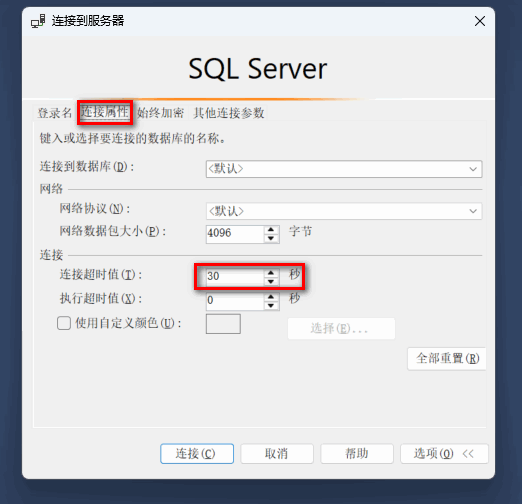 连接到服务器
SQL Server
登录名 连接属性 始终加密 其他连接参数
键入或选择要连接的数据库的名称。
连接到数据库(D): <默认>
网络
网络协议(N): <默认>
网络数据包大小(P): 4096 字节
连接
连接超时值(T): 30 秒
执行超时值(X): 0 秒
使用自定义颜色(U): 选择(E)...
全部重置(R)
连接(C) 取消 帮助 选项(O) <<